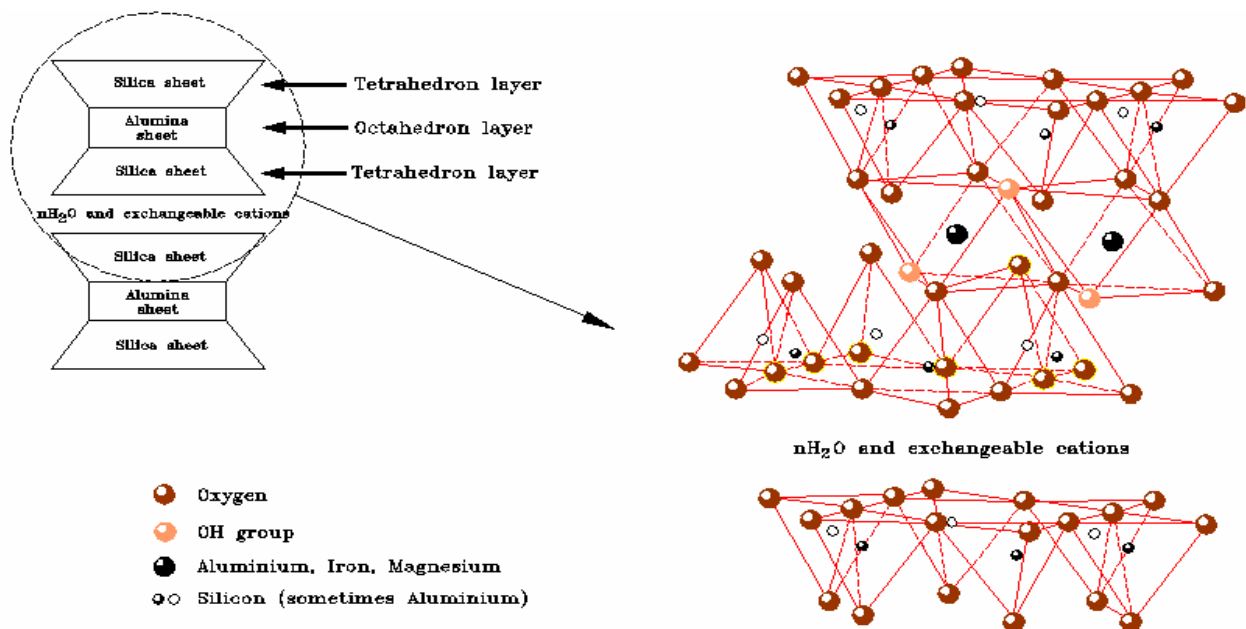 Silica sheet
Tetrahedron layer
Alumina
sheet
Octahedron layer
Silica sheet
Tetrahedron layer
nH₂O and exchangeable cations
Silica sheet
Alumina
sheet
Silica sheet
nH₂O and exchangeable cations
Oxygen
OH group
Aluminium, Iron, Magnesium
Silicon (sometimes Aluminium)